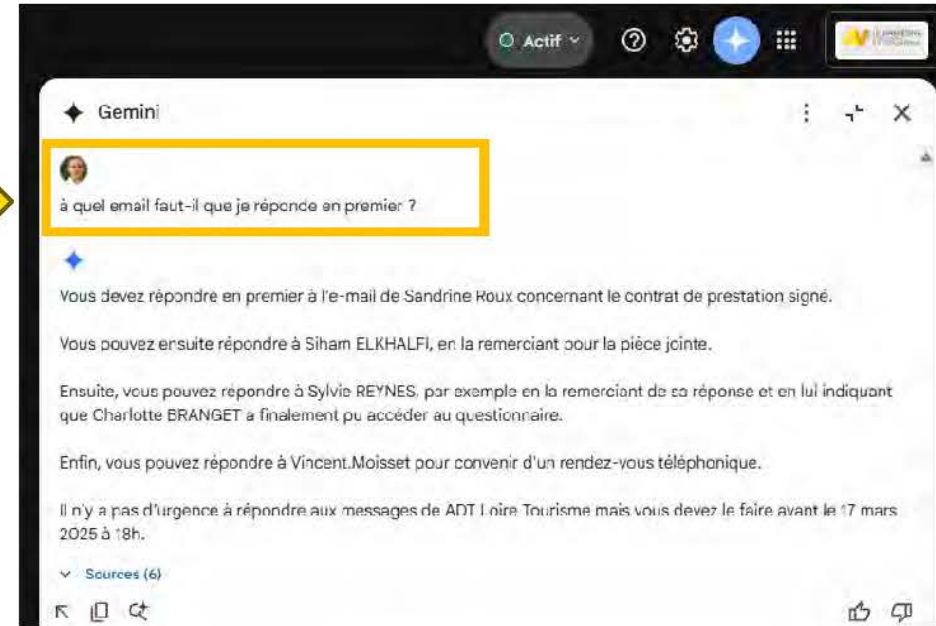 Actif
Gemini
à quel email faut-il que je réponde en premier ?
Vous devez répondre en premier à l'e-mail de Sandrine Roux concernant le contrat de prestation signé.
Vous pouvez ensuite répondre à Siham ELKHALFI, en la remerciant pour la pièce jointe.
Ensuite, vous pouvez répondre à Sylvie REYNES, par exemple en la remerciant de sa réponse et en lui indiquant
que Charlotte BRANGET a finalement pu accéder au questionnaire.
Enfin, vous pouvez répondre à Vincent.Moisset pour convenir d'un rendez-vous téléphonique.
Il n'y a pas d'urgence à répondre aux messages de ADT Loire Tourisme mais vous devez le faire avant le 17 mars
2025 à 18h.
Sources (6)